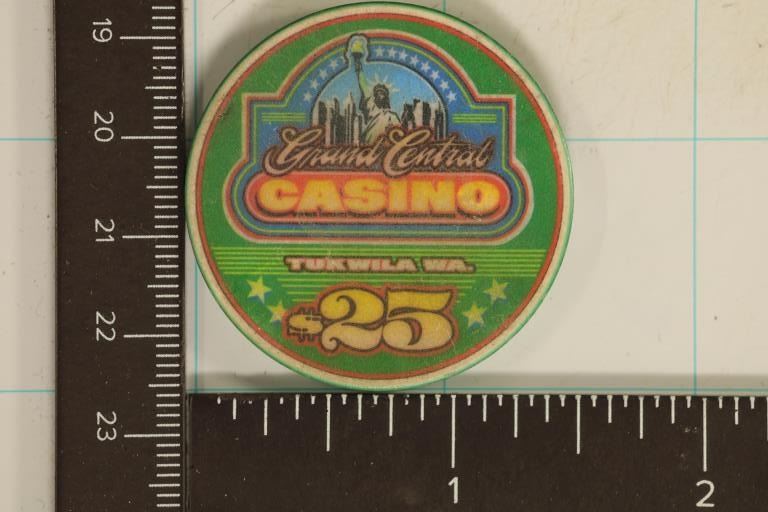 Grand Central
CASINO
TUKWILA WA.
$25
19
20
21
22
23
1
2